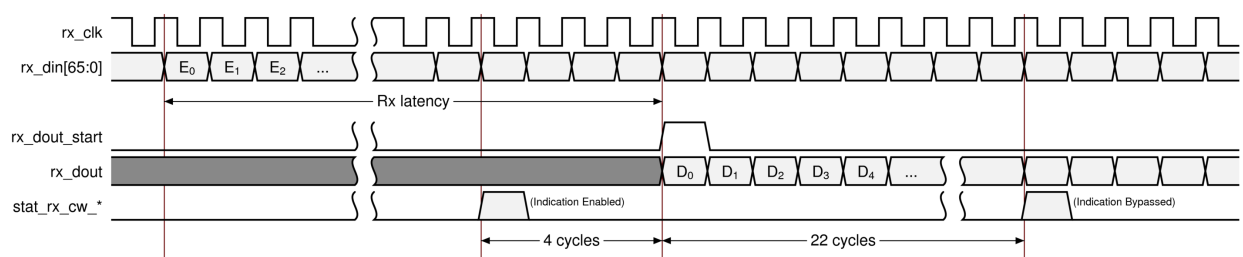 rx_clk
rx_din[65:0] E0 E1 E2 ...
Rx latency
rx_dout_start
rx_dout D0 D1 D2 D3 D4 ...
stat_rx_cw_* (Indication Enabled) (Indication Bypassed)
4 cycles 22 cycles